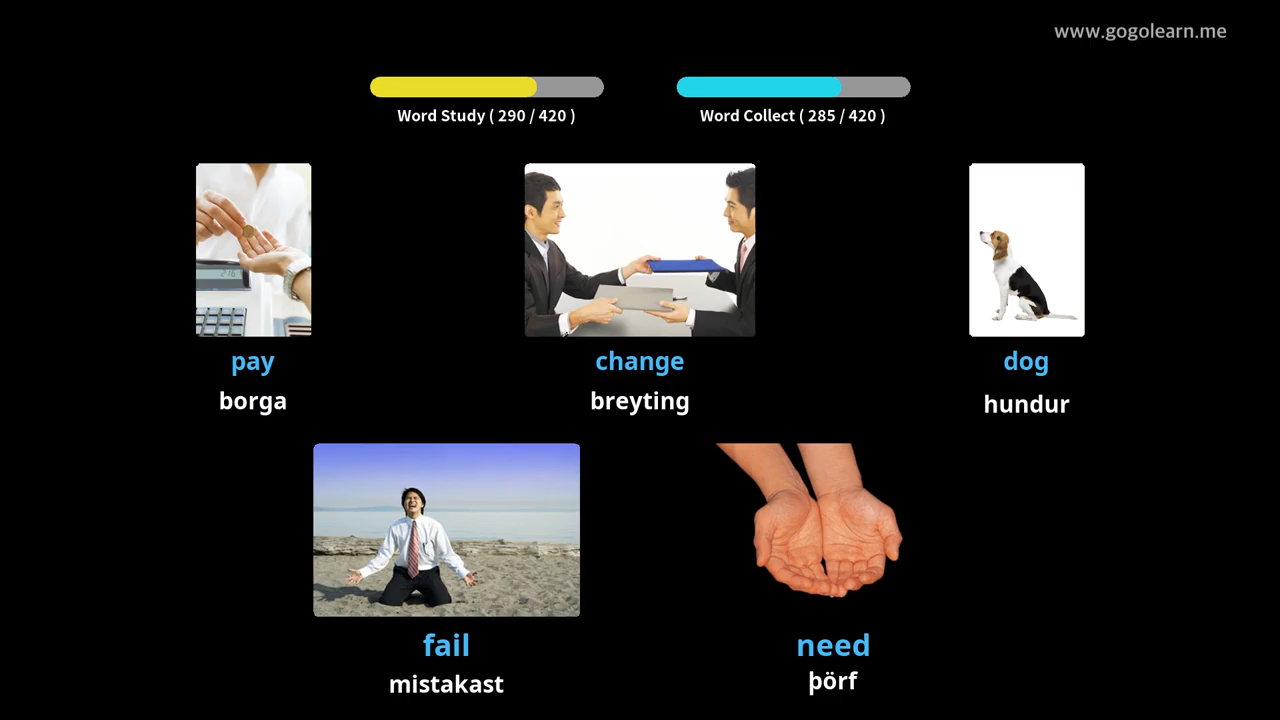 www.gogolearn.me
Word Study ( 290 / 420 )
Word Collect ( 285 / 420 )
pay
borga
change
breyting
dog
hundur
fail
mistakast
need
þörf